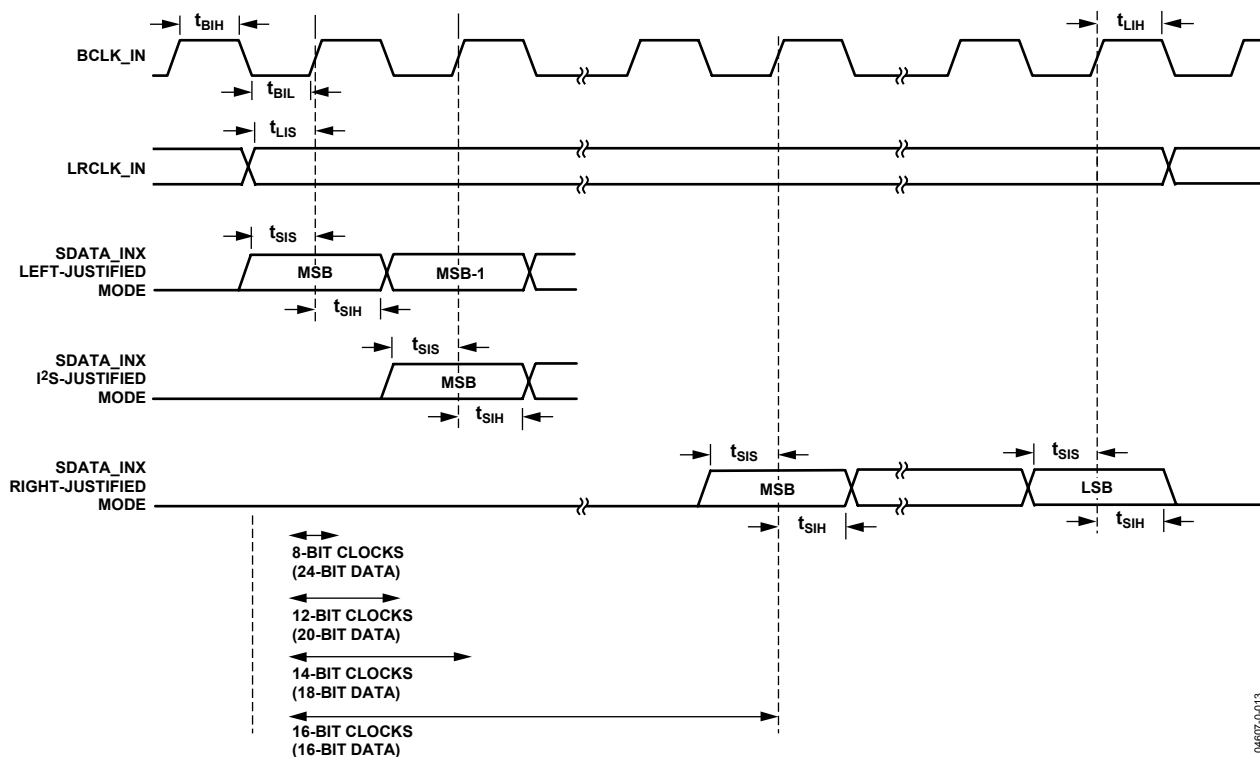 tBIH
tLIH
BCLK_IN
tBIL
tLIS
LRCLK_IN
tSIS
SDATA_INX
LEFT-JUSTIFIED
MODE
MSB
MSB-1
tSIH
tSIS
SDATA_INX
I²S-JUSTIFIED
MODE
MSB
tSIH
tSIS
tSIS
SDATA_INX
RIGHT-JUSTIFIED
MODE
MSB
LSB
tSIH
tSIH
8-BIT CLOCKS
(24-BIT DATA)
12-BIT CLOCKS
(20-BIT DATA)
14-BIT CLOCKS
(18-BIT DATA)
16-BIT CLOCKS
(16-BIT DATA)
04607-0-013